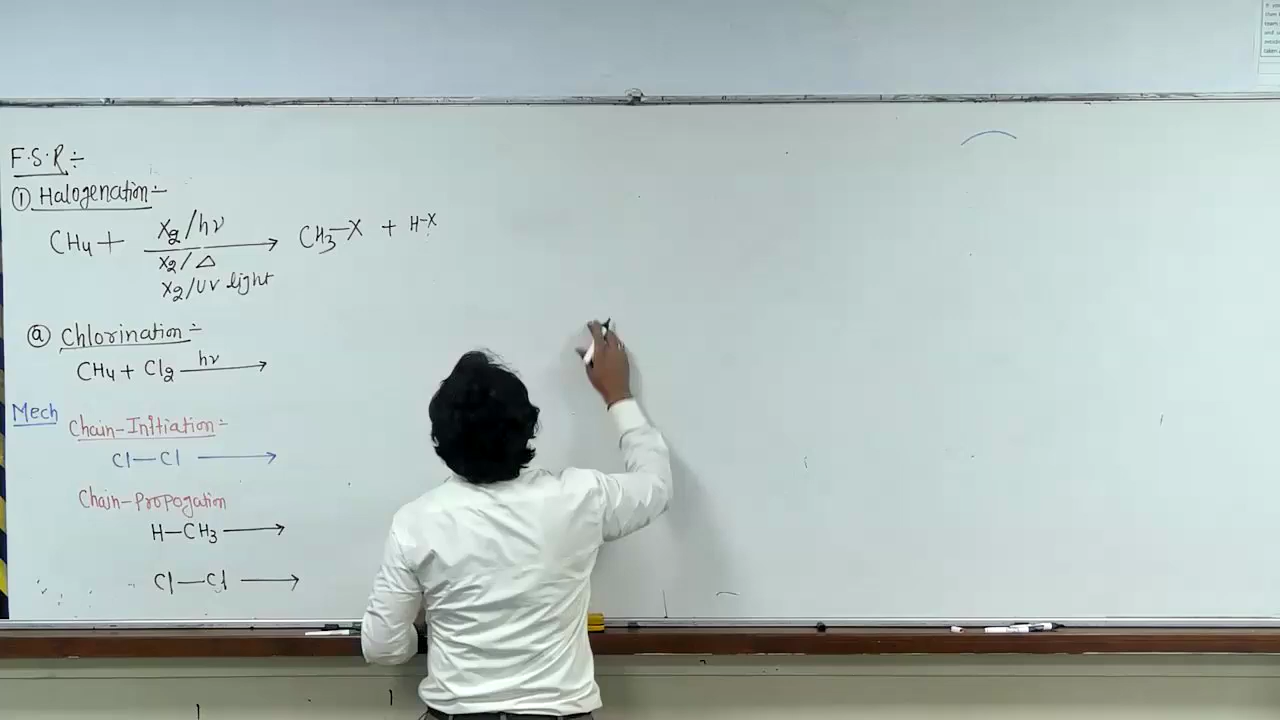 F.S.R÷
① Halogenation:-
CH4+ X2/hν CH3-X + H-X
X2/△
X2/UV light
ⓐ Chlorination:-
CH4 + Cl2 hν
Mech
Chain-Initiation:-
Cl-Cl →
Chain-Propogation
H-CH3 →
Cl-Cl →